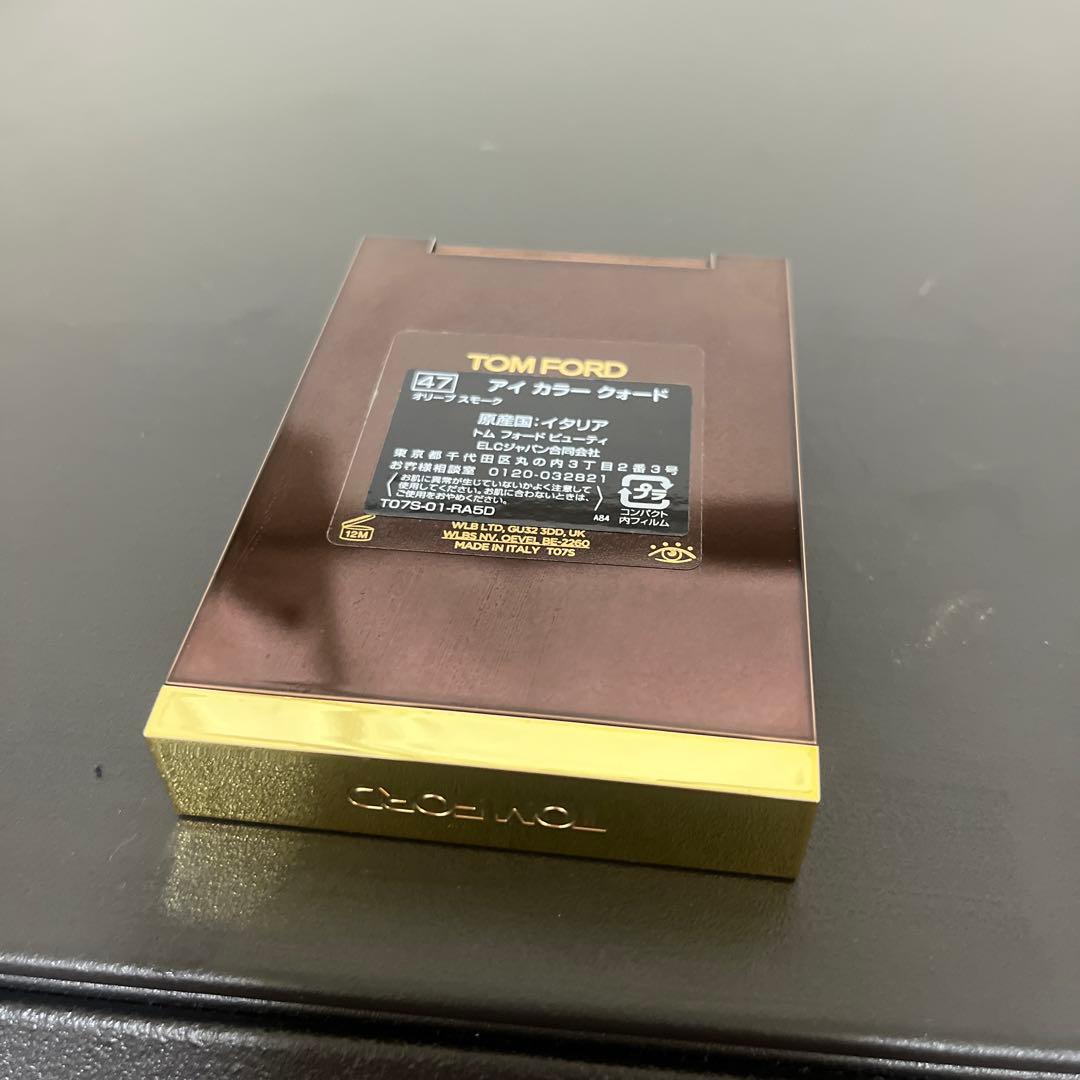 TOM FORD
47 アイ カラー クォード
オリーブ スモーク
原産国:イタリア
トム フォード ビューティ
ELCジャパン合同会社
東京都千代田区丸の内3丁目2番3号
お客様相談室 0120-032821
お肌に異常が生じていないかよく注意して
使用してください。お肌に合わないときは、
ご使用をおやめください。
プラ
コンパクト
内フィルム
T07S-01-RA5D
A84
12M
WLB LTD, GU32 3DD, UK
WLBS NV, OEVEL BE-2260
MADE IN ITALY T07S
TOM FORD